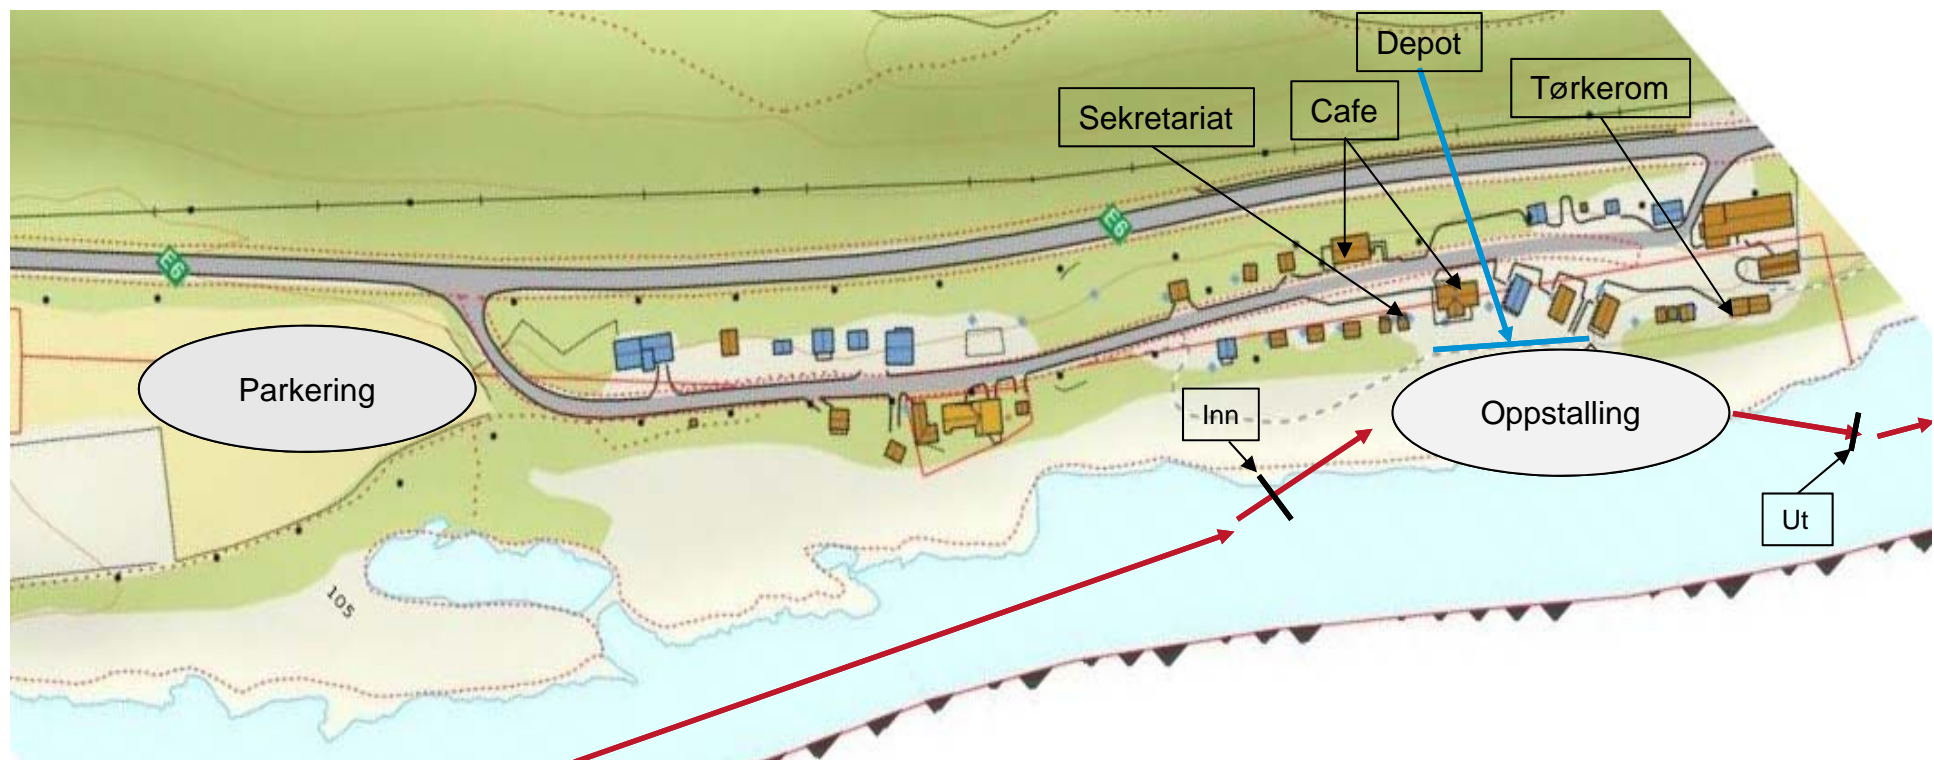 Depot
Tørkerom
Cafe
Sekretariat
E6
E6
Parkering
Oppstalling
Inn
Ut
105